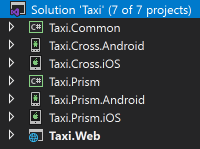 Solution 'Taxi' (7 of 7 projects)
C# Taxi.Common
Taxi.Cross.Android
Taxi.Cross.iOS
C# Taxi.Prism
Taxi.Prism.Android
Taxi.Prism.iOS
Taxi.Web